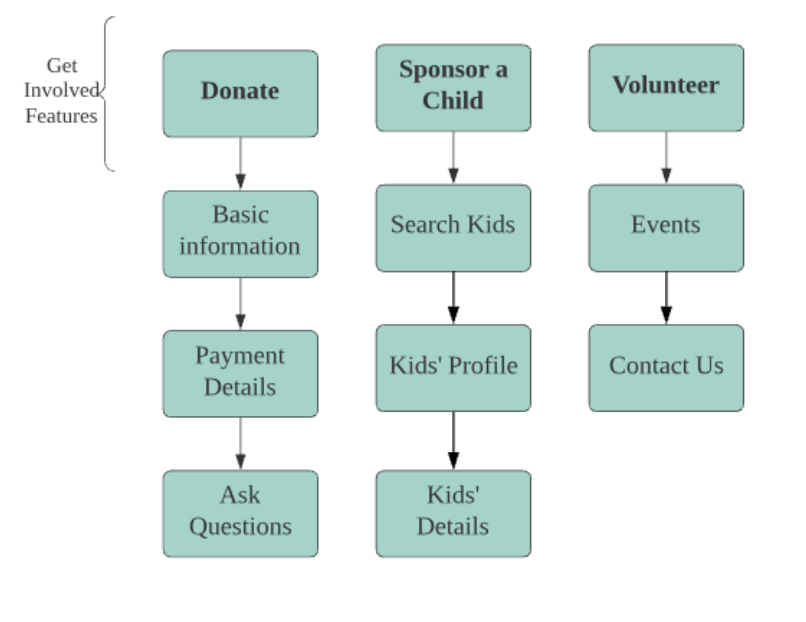 Get
Involved
Features
Donate
Basic
information
Payment
Details
Ask
Questions
Sponsor a
Child
Search Kids
Kids' Profile
Kids'
Details
Volunteer
Events
Contact Us